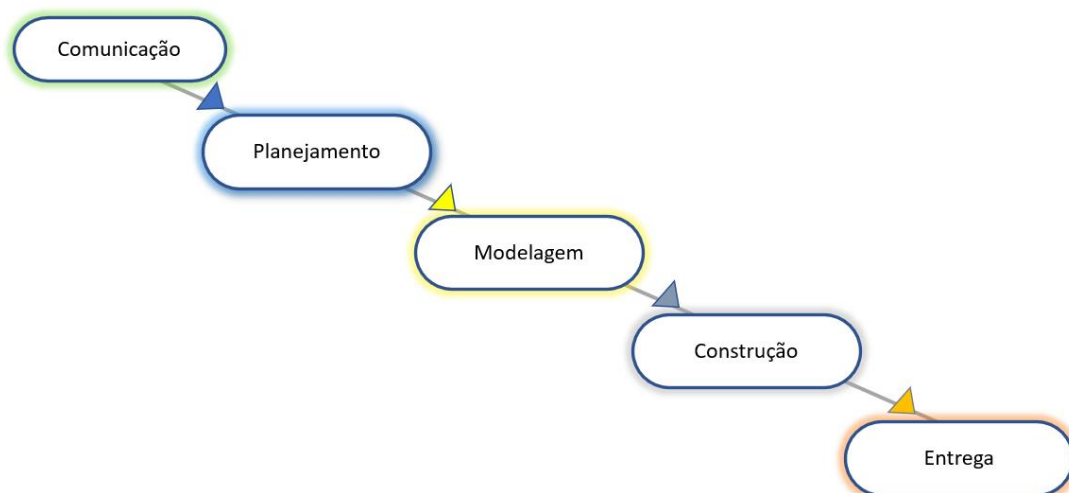 Comunicação
Planejamento
Modelagem
Construção
Entrega